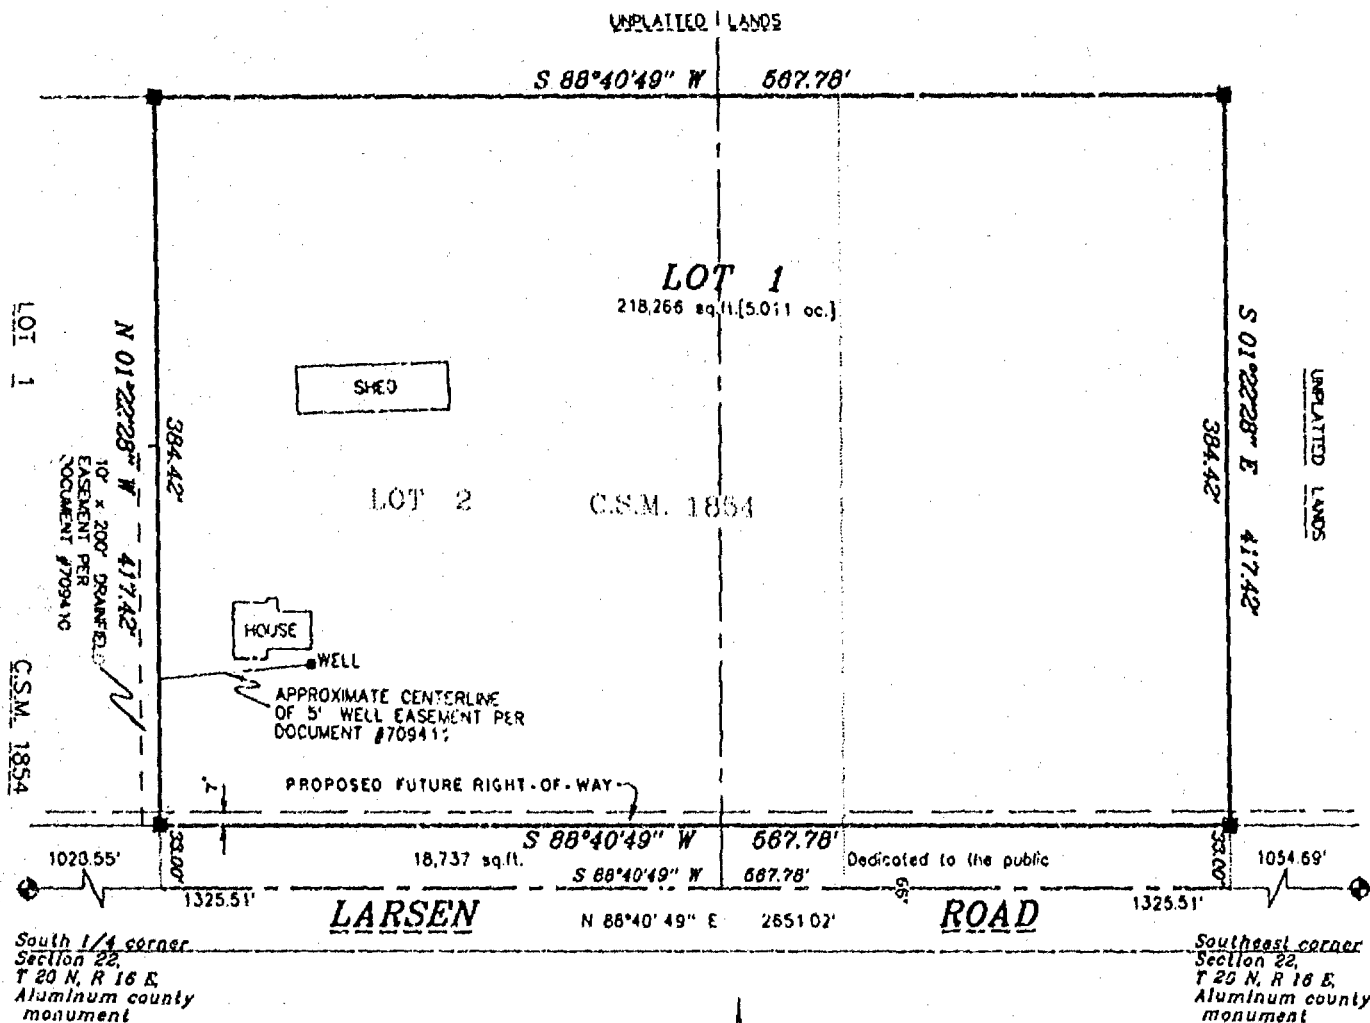 UNPLATTED LANDS
S 88°40'49" W 567.78'
LOT 1
218,266 sq.ft.[5.011 ac.]
SHED
LOT 2 C.S.M. 1854
HOUSE
WELL
APPROXIMATE CENTERLINE
OF 5' WELL EASEMENT PER
DOCUMENT
PROPOSED FUTURE RIGHT-OF-WAY
LOT 1
C.S.M. 1854
N 01°22'28" W 417.42'
384.42'
10' x 200' DRAINFIELD
EASEMENT PER
DOCUMENT #709410
S 01°22'28" E 417.42'
384.42'
UNPLATTED LANDS
7'
S 88°40'49" W 567.78'
33.00'
33.00'
18,737 sq.ft.
Dedicated to the public
S 88°40'49" W 567.78'
1054.69'
66'
1325.51'
1325.51'
LARSEN ROAD
N 88°40'49" E 2651.02'
South 1/4 corner
Section 22,
T 20 N, R 16 E,
Aluminum county
monument
Southeast corner
Section 22,
T 20 N, R 16 E,
Aluminum county
monument